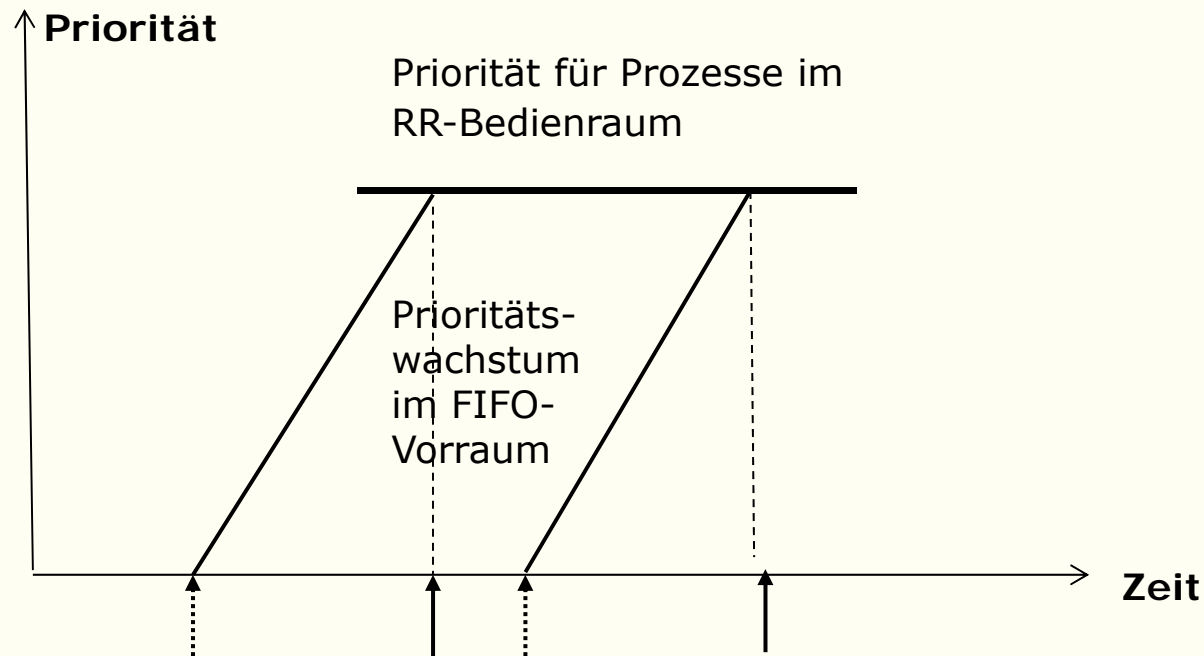 Priorität
Priorität für Prozesse im
RR-Bedienraum
Prioritäts-
wachstum
im FIFO-
Vorraum
Zeit